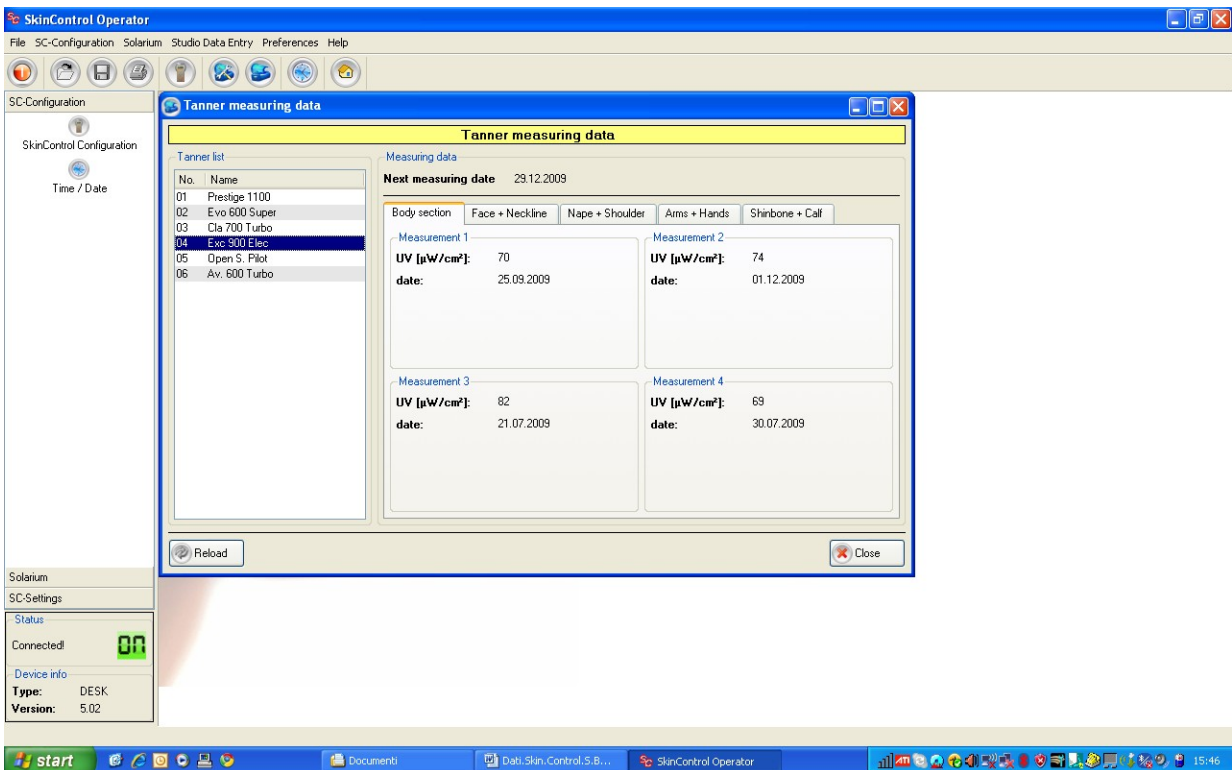 Sc SkinControl Operator
File SC-Configuration Solarium Studio Data Entry Preferences Help
SC-Configuration
SkinControl Configuration
Time / Date
Tanner measuring data
Tanner measuring data
Tanner list
No. Name
01 Prestige 1100
02 Evo 600 Super
03 Cla 700 Turbo
04 Exc 900 Elec
05 Open S. Pilot
06 Av. 600 Turbo
Measuring data
Next measuring date 29.12.2009
Body section Face + Neckline Nape + Shoulder Arms + Hands Shinbone + Calf
Measurement 1
UV [µW/cm²]: 70
date: 25.09.2009
Measurement 2
UV [µW/cm²]: 74
date: 01.12.2009
Measurement 3
UV [µW/cm²]: 82
date: 21.07.2009
Measurement 4
UV [µW/cm²]: 69
date: 30.07.2009
Reload
Close
Solarium
SC-Settings
Status
Connected! ON
Device info
Type: DESK
Version: 5.02
start Documenti Dati.Skin.Control.S.B... Sc SkinControl Operator 15:46